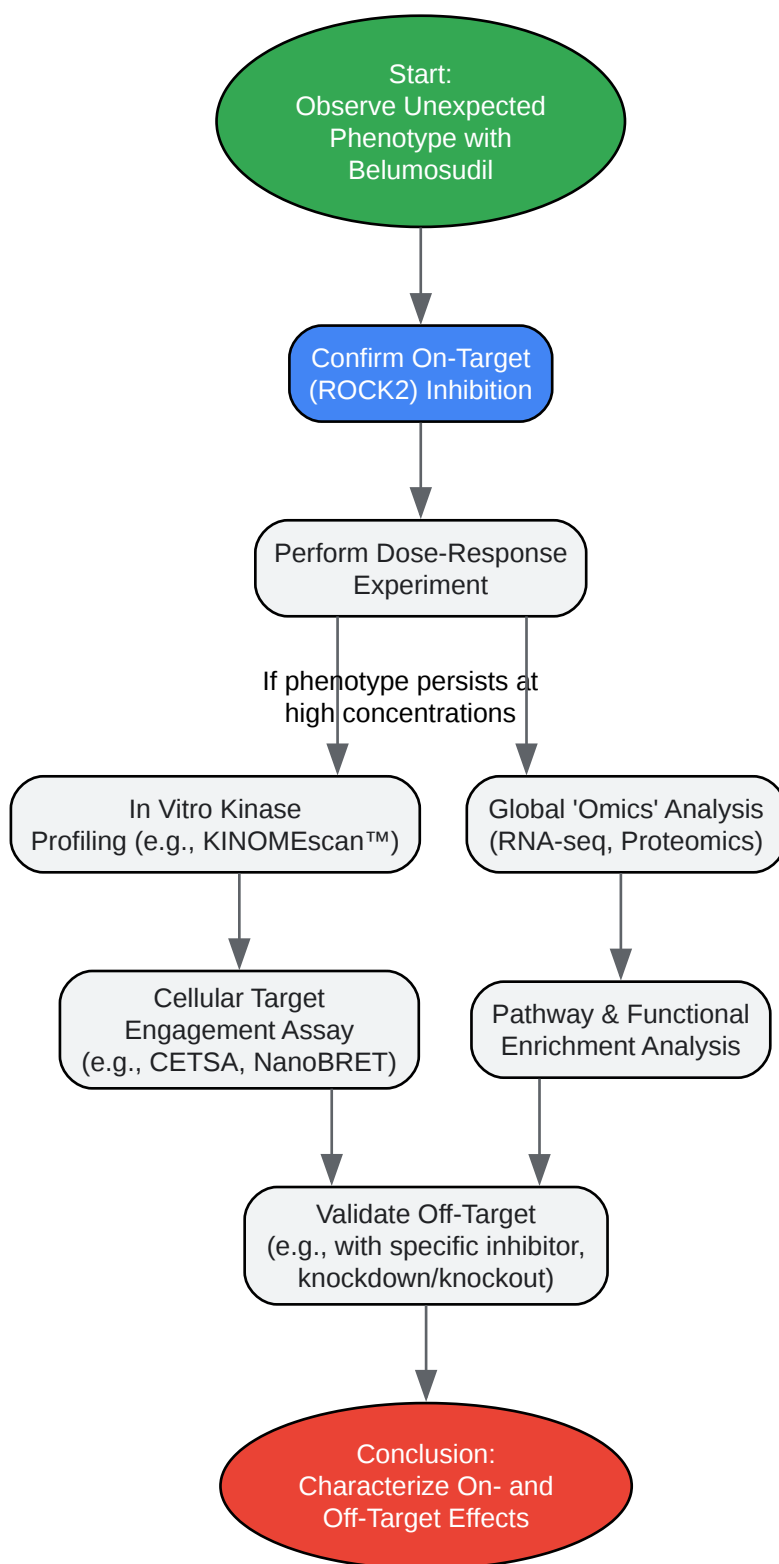 Start:
Observe Unexpected
Phenotype with
Belumosudil
Confirm On-Target
(ROCK2) Inhibition
Perform Dose-Response
Experiment
If phenotype persists at
high concentrations
In Vitro Kinase
Profiling (e.g., KINOMEscan™)
Global 'Omics' Analysis
(RNA-seq, Proteomics)
Cellular Target
Engagement Assay
(e.g., CETSA, NanoBRET)
Pathway & Functional
Enrichment Analysis
Validate Off-Target
(e.g., with specific inhibitor,
knockdown/knockout)
Conclusion:
Characterize On- and
Off-Target Effects